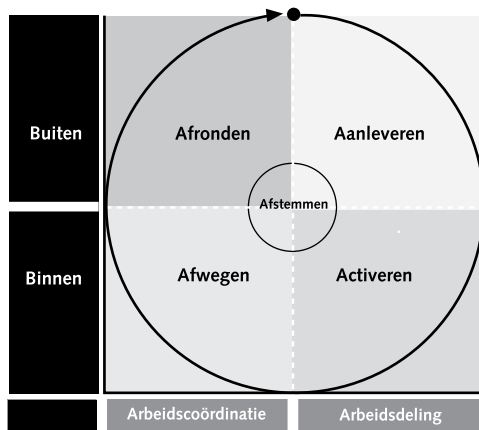 Buiten
Afronden
Aanleveren
Afstemmen
Binnen
Afwegen
Activeren
Arbeidscoördinatie
Arbeidsdeling